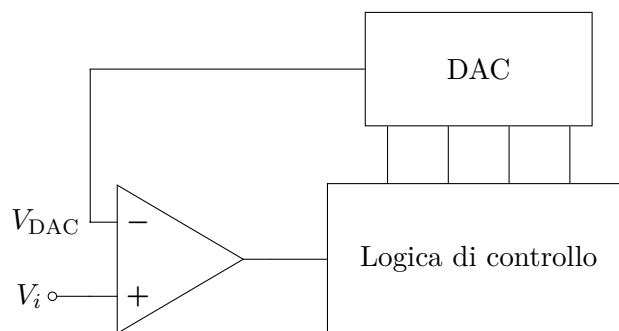 DAC
V_DAC
−
Logica di controllo
V_i
+